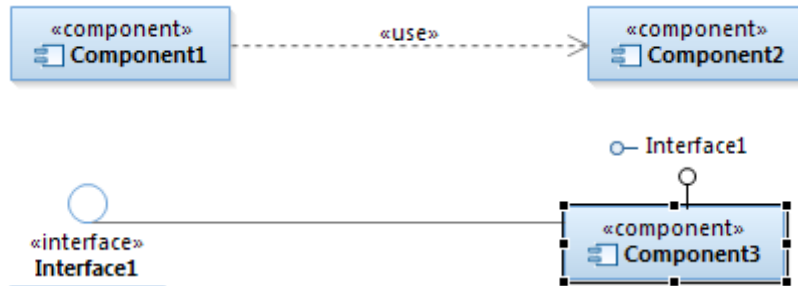 «component»
Component1
«use»
«component»
Component2
Interface1
«interface»
Interface1
«component»
Component3